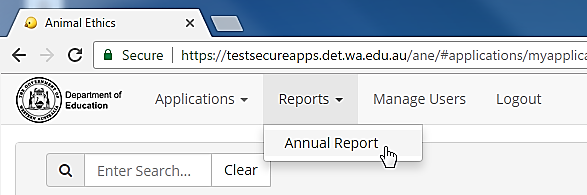 Animal Ethics
Secure https://testsecureapps.det.wa.edu.au/ane/#applications/myapplica
Department of
Education
Applications Reports Manage Users Logout
Annual Report
Enter Search... Clear